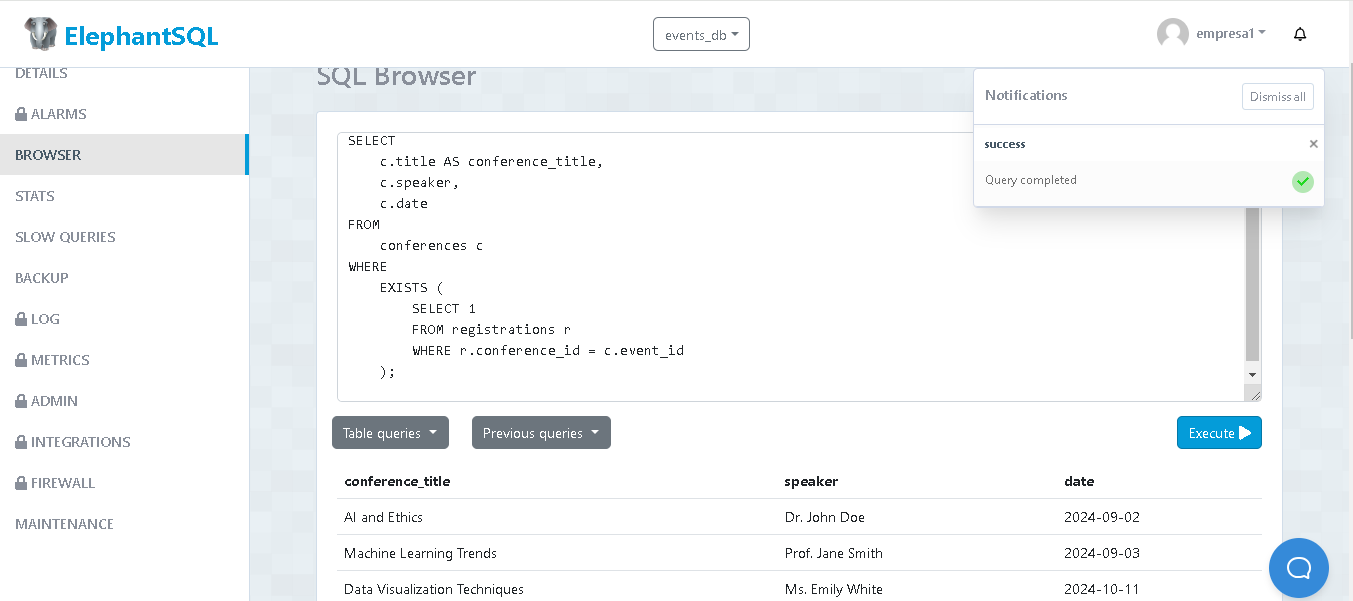 ElephantSQL
events_db
empresa1
DETAILS
ALARMS
BROWSER
STATS
SLOW QUERIES
BACKUP
LOG
METRICS
ADMIN
INTEGRATIONS
FIREWALL
MAINTENANCE
SQL Browser
Notifications
Dismiss all
success ×
Query completed
SELECT
    c.title AS conference_title,
    c.speaker,
    c.date
FROM
    conferences c
WHERE
    EXISTS (
        SELECT 1
        FROM registrations r
        WHERE r.conference_id = c.event_id
    );
Table queries
Previous queries
Execute
conference_title speaker date
AI and Ethics Dr. John Doe 2024-09-02
Machine Learning Trends Prof. Jane Smith 2024-09-03
Data Visualization Techniques Ms. Emily White 2024-10-11